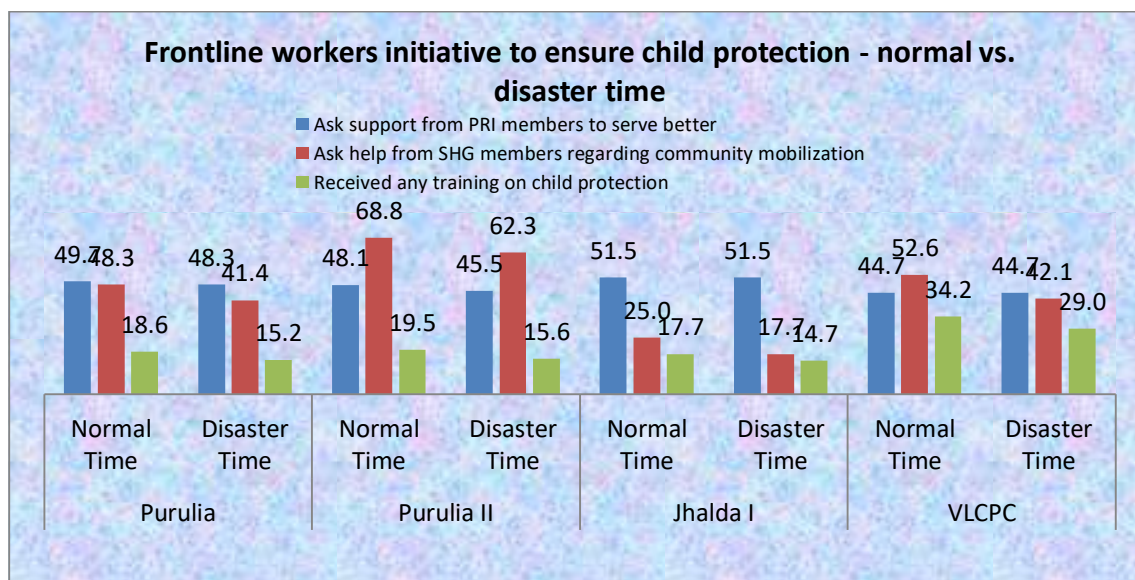 Frontline workers initiative to ensure child protection - normal vs.
disaster time
Ask support from PRI members to serve better
Ask help from SHG members regarding community mobilization
Received any training on child protection
49.7 48.3 18.6 48.3 41.4 15.2 48.1 68.8 19.5 45.5 62.3 15.6 51.5 25.0 17.7 51.5 17.7 14.7 44.7 52.6 34.2 44.7 42.1 29.0
Normal Time Disaster Time Normal Time Disaster Time Normal Time Disaster Time Normal Time Disaster Time
Purulia Purulia II Jhalda I VLCPC